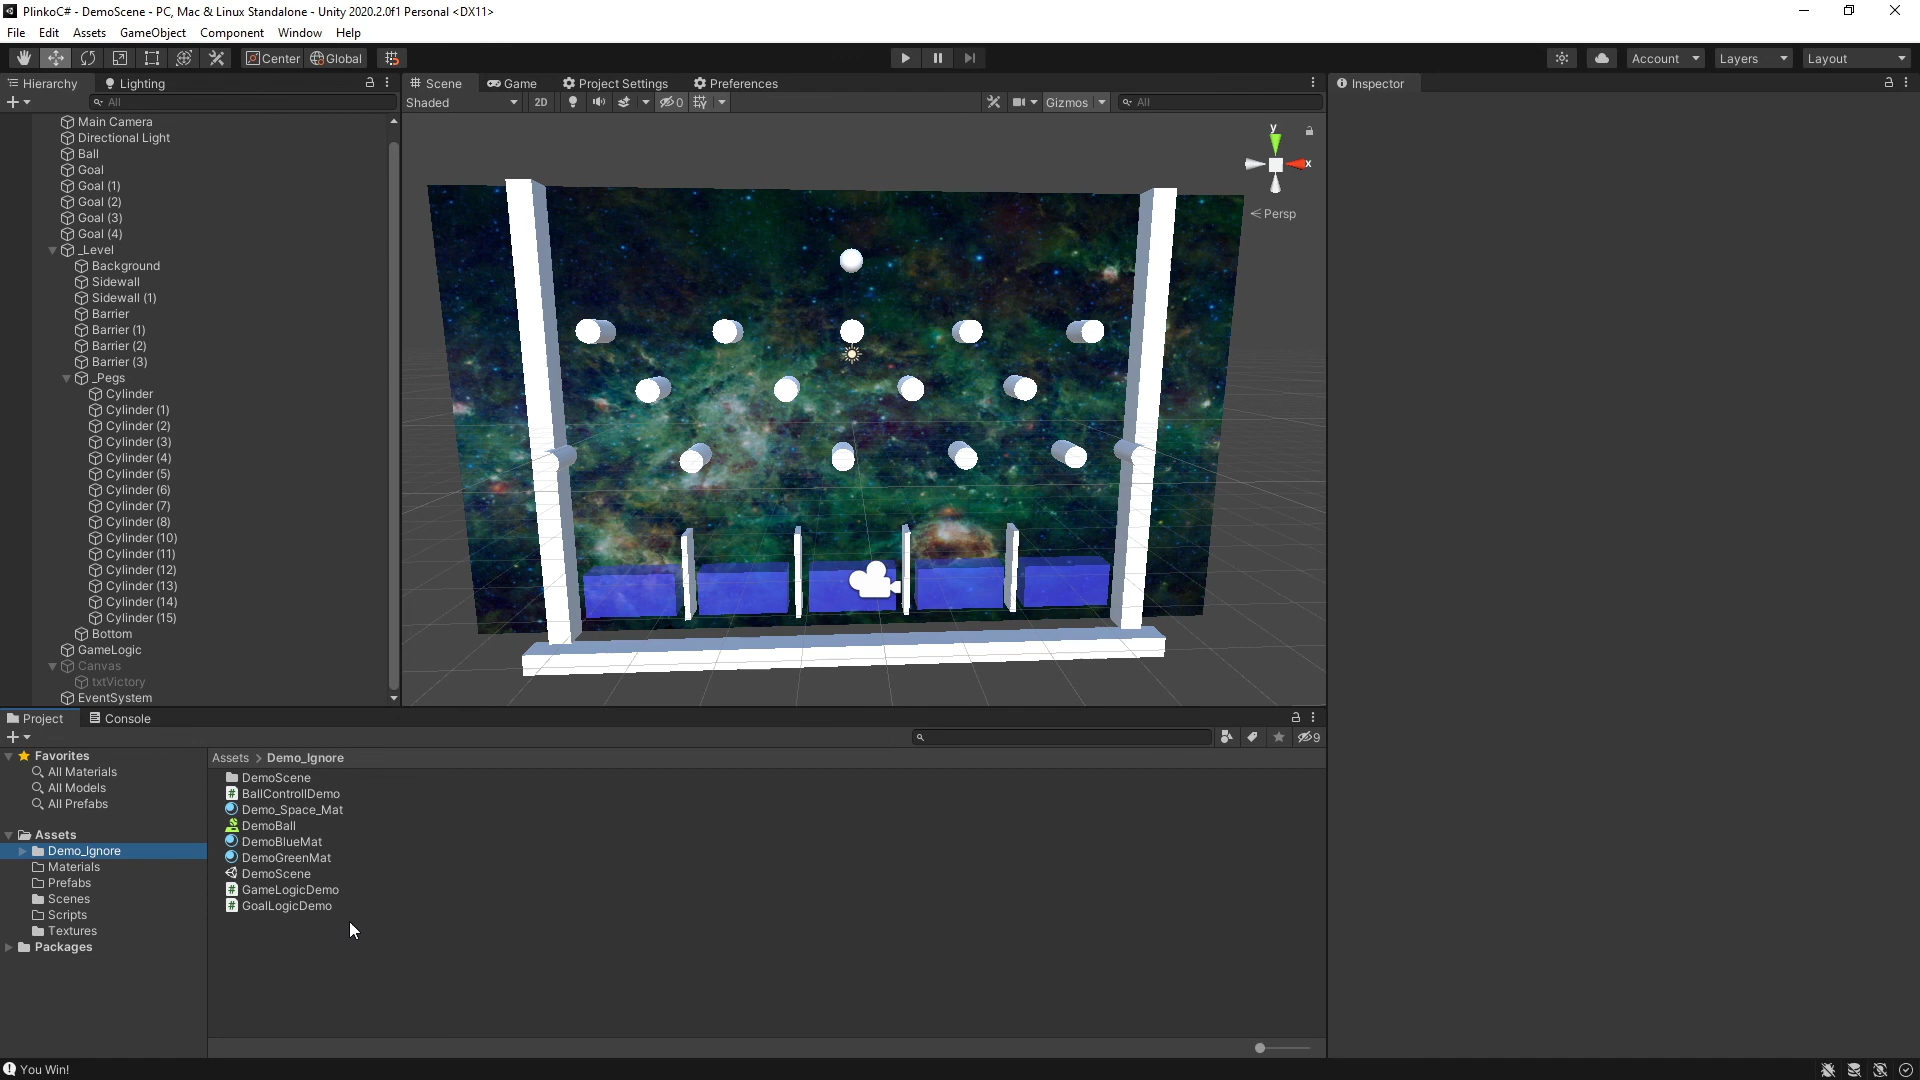 PlinkoC# - DemoScene - PC, Mac & Linux Standalone - Unity 2020.2.0f1 Personal <DX11>
File Edit Assets GameObject Component Window Help
Center Global Account Layers Layout
Hierarchy Lighting Scene Game Project Settings Preferences Inspector
All Shaded 2D 0 Gizmos All
Main Camera
Directional Light
Ball
Goal
Goal (1)
Goal (2)
Goal (3)
Goal (4)
_Level
Background
Sidewall
Sidewall (1)
Barrier
Barrier (1)
Barrier (2)
Barrier (3)
_Pegs
Cylinder
Cylinder (1)
Cylinder (2)
Cylinder (3)
Cylinder (4)
Cylinder (5)
Cylinder (6)
Cylinder (7)
Cylinder (8)
Cylinder (10)
Cylinder (11)
Cylinder (12)
Cylinder (13)
Cylinder (14)
Cylinder (15)
Bottom
GameLogic
Canvas
txtVictory
EventSystem
y
x
Persp
Project Console
9
Favorites
All Materials
All Models
All Prefabs
Assets
Demo_Ignore
Materials
Prefabs
Scenes
Scripts
Textures
Packages
Assets > Demo_Ignore
DemoScene
BallControllDemo
Demo_Space_Mat
DemoBall
DemoBlueMat
DemoGreenMat
DemoScene
GameLogicDemo
GoalLogicDemo
You Win!